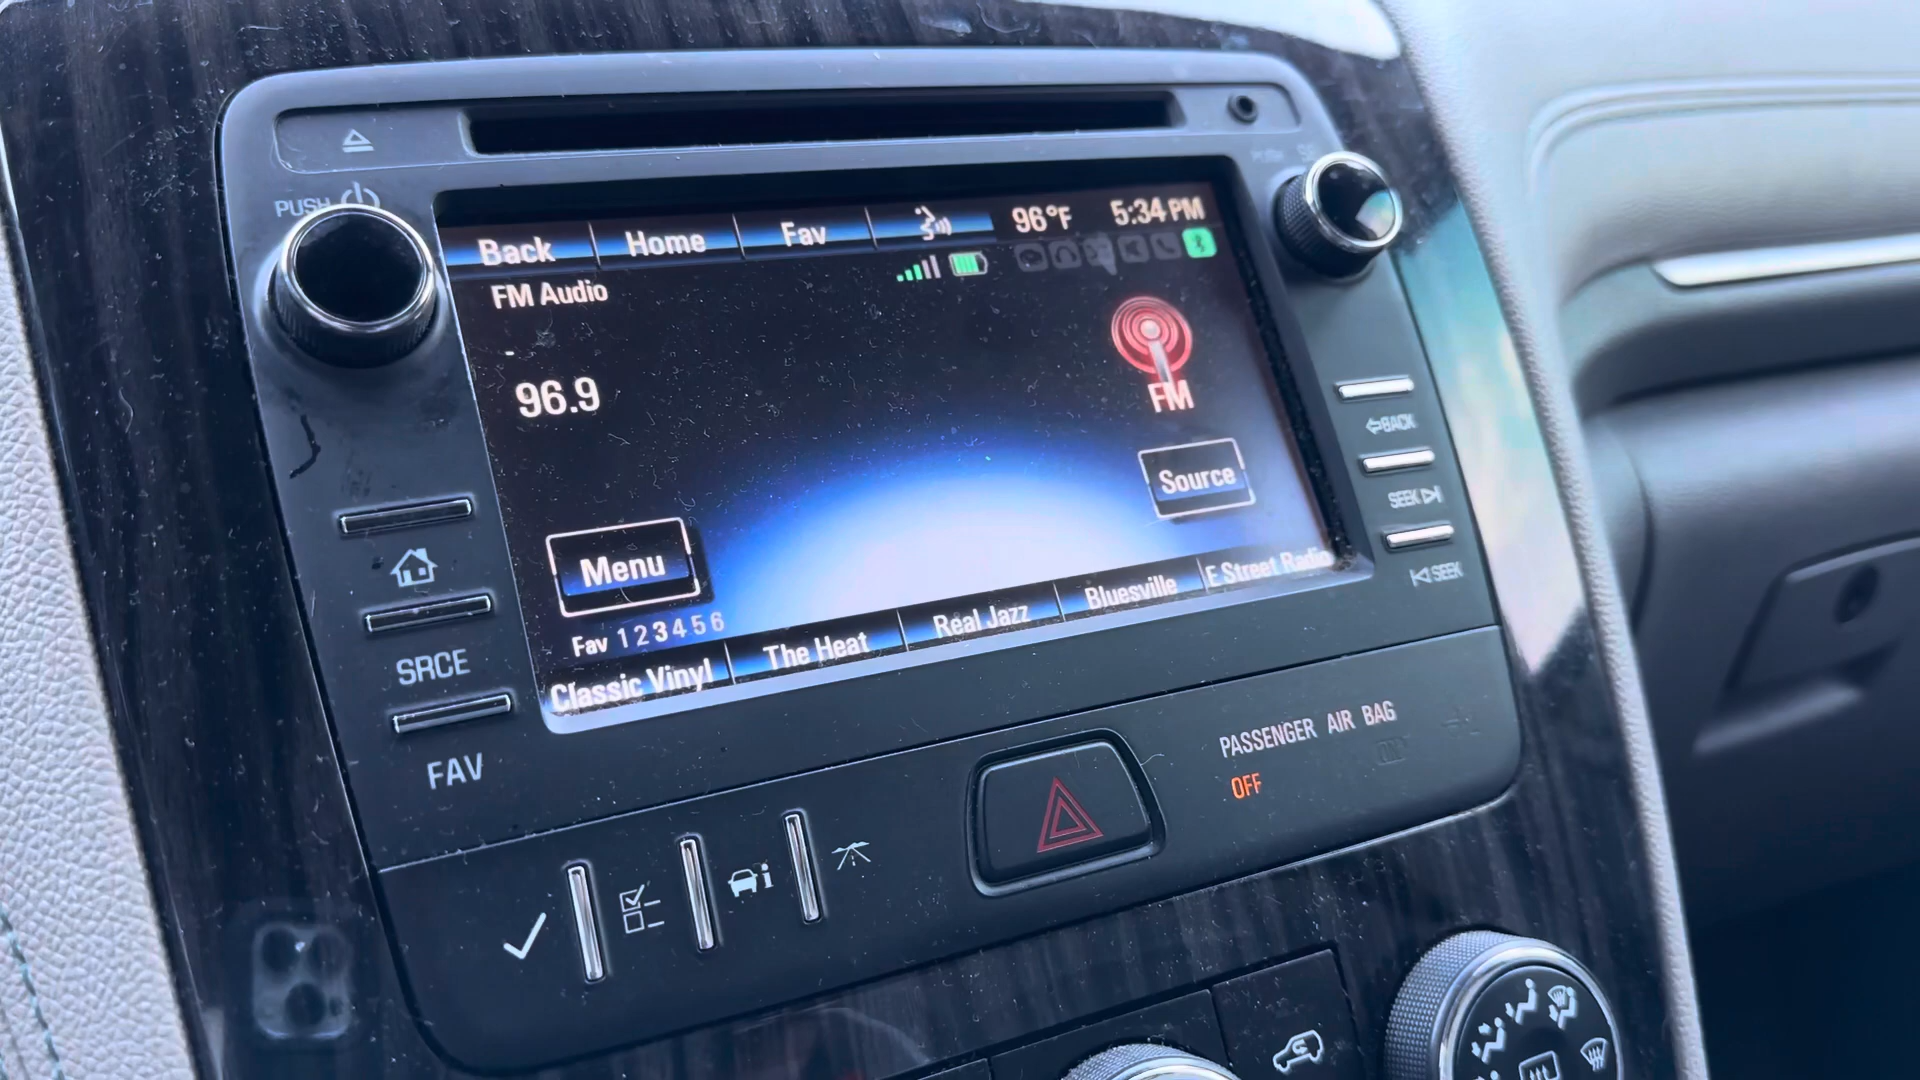 PUSH
Back Home Fav 96°F 5:34 PM
FM Audio
96.9
FM
Source
Menu
Fav 1 2 3 4 5 6
Classic Vinyl The Heat Real Jazz Bluesville E Street Radio
BACK
SEEK
SEEK
SRCE
FAV
PASSENGER AIR BAG
OFF